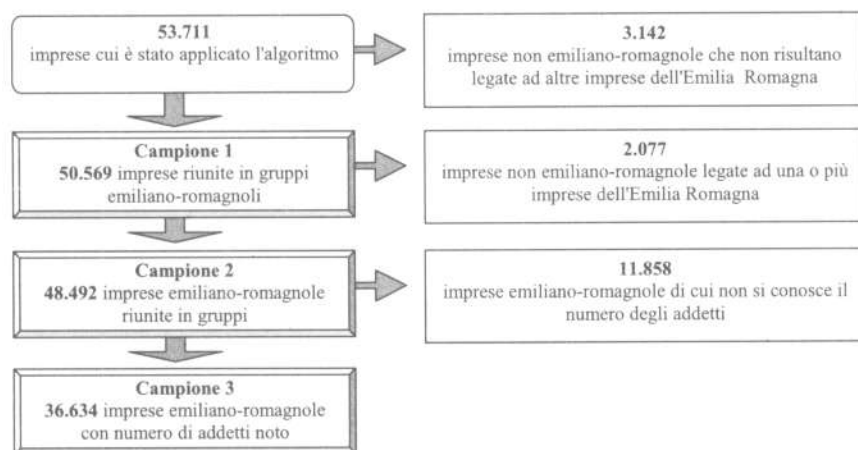 53.711
imprese cui è stato applicato l'algoritmo
3.142
imprese non emiliano-romagnole che non risultano
legate ad altre imprese dell'Emilia Romagna
Campione 1
50.569 imprese riunite in gruppi
emiliano-romagnoli
2.077
imprese non emiliano-romagnole legate ad una o più
imprese dell'Emilia Romagna
Campione 2
48.492 imprese emiliano-romagnole
riunite in gruppi
11.858
imprese emiliano-romagnole di cui non si conosce il
numero degli addetti
Campione 3
36.634 imprese emiliano-romagnole
con numero di addetti noto